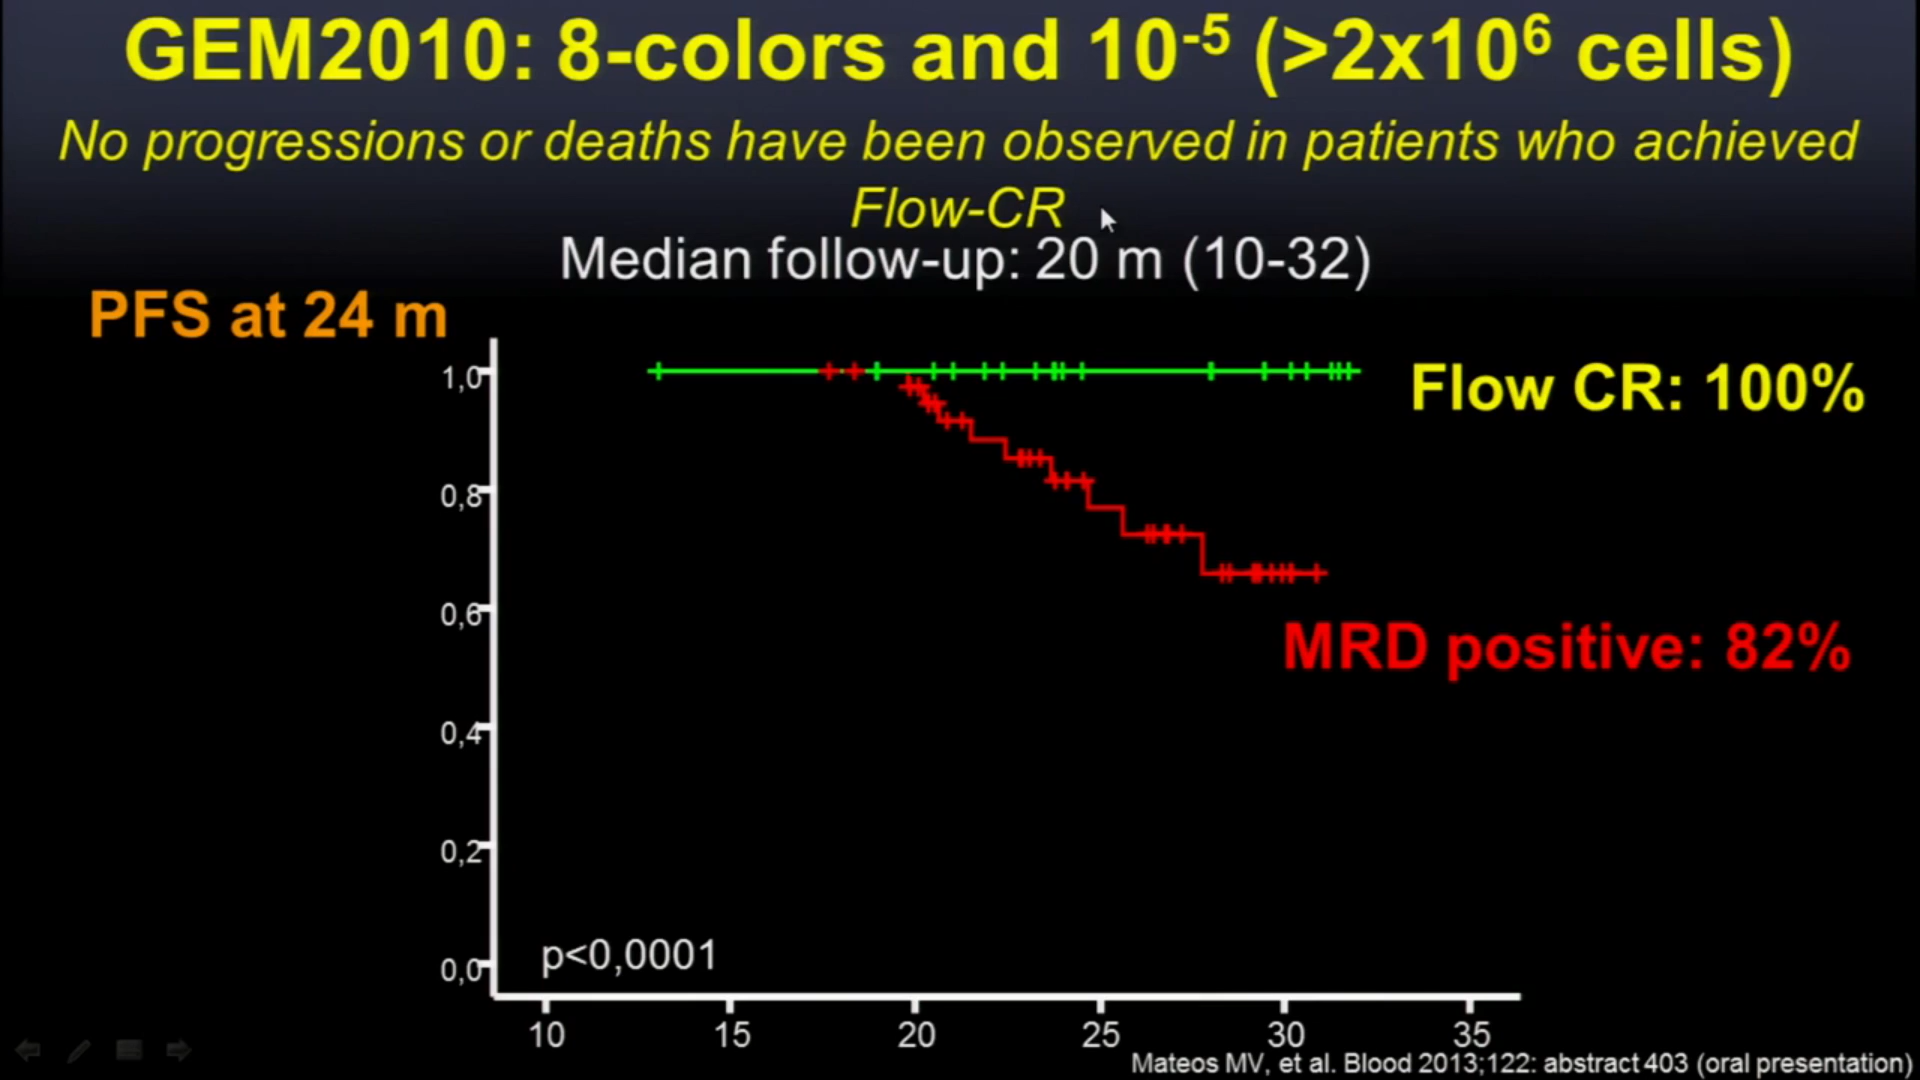 GEM2010: 8-colors and 10⁻⁵ (>2x10⁶ cells)
No progressions or deaths have been observed in patients who achieved
Flow-CR
Median follow-up: 20 m (10-32)
PFS at 24 m
1,0
Flow CR: 100%
0,8
0,6
MRD positive: 82%
0,4
0,2
0,0
p<0,0001
10 15 20 25 30 35
Mateos MV, et al. Blood 2013;122: abstract 403 (oral presentation)